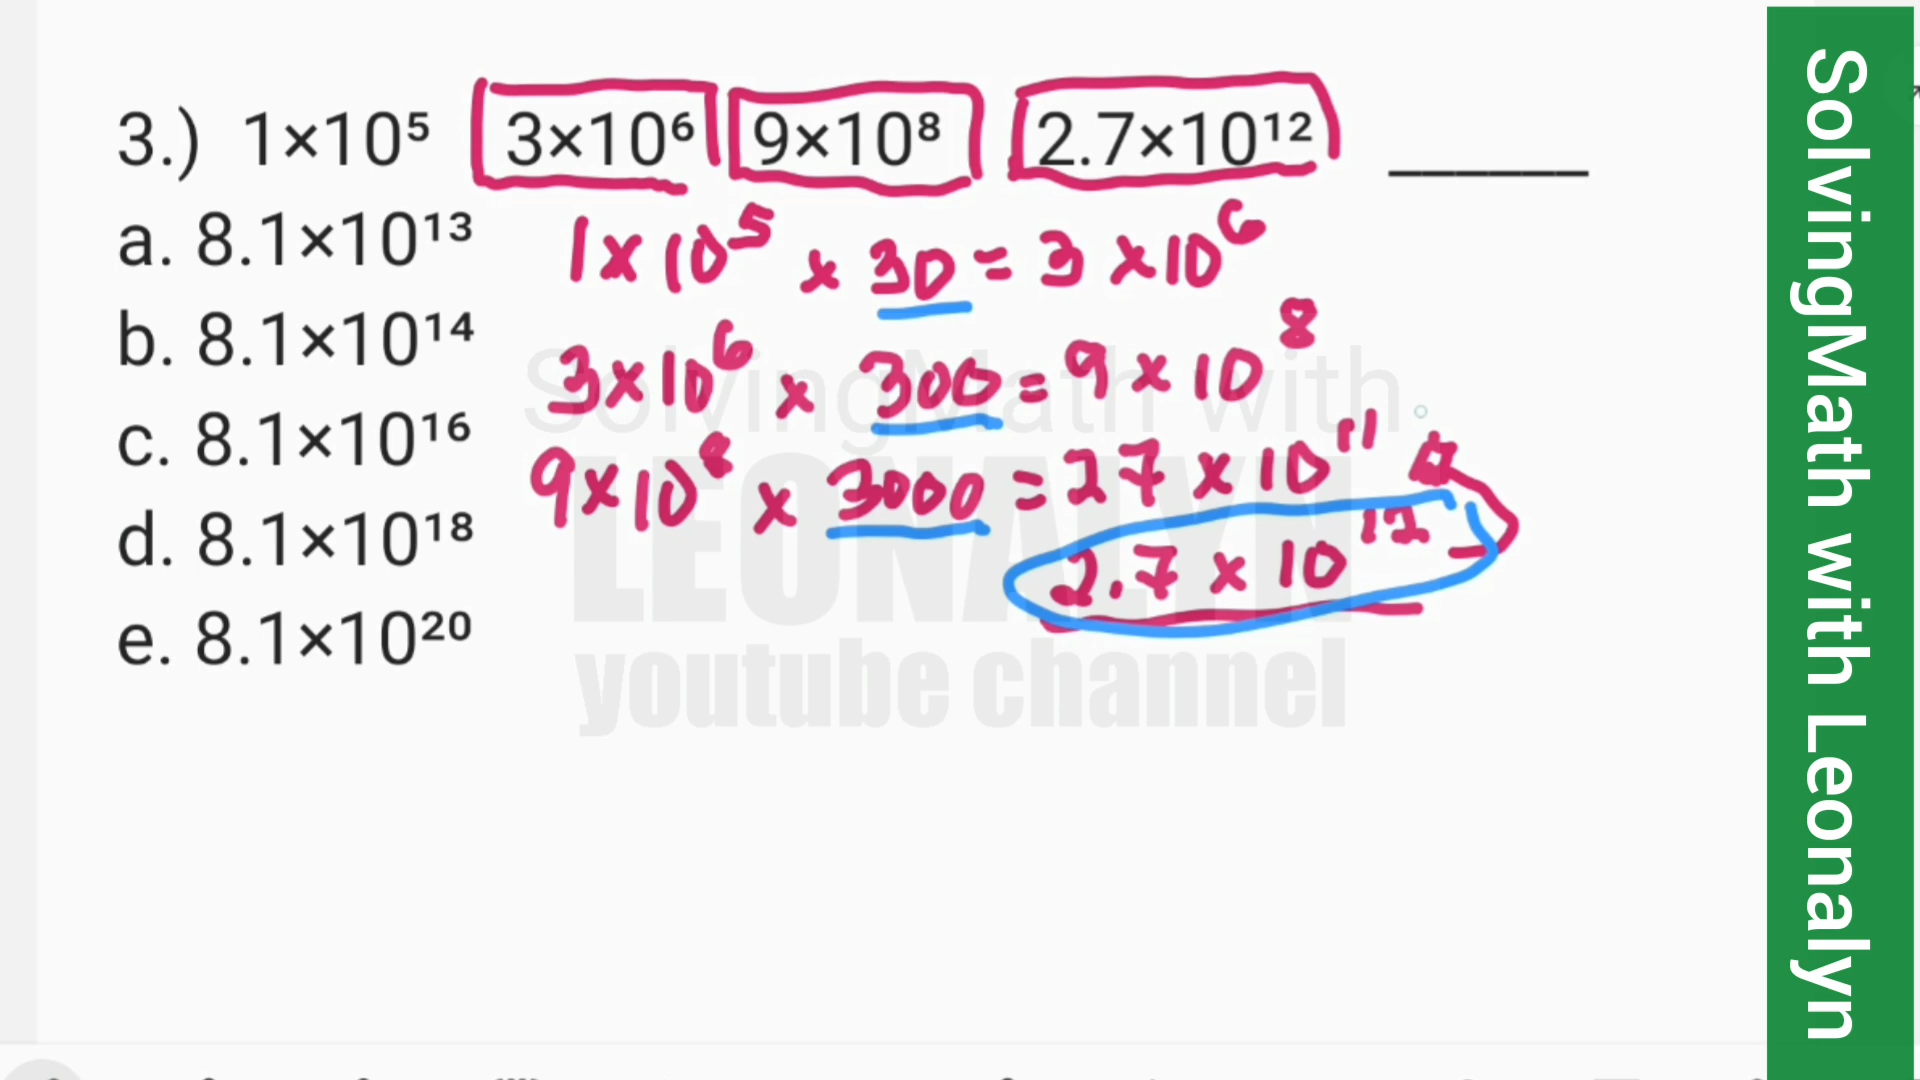 3.) 1×10⁵ 3×10⁶ 9×10⁸ 2.7×10¹² ______
a. 8.1×10¹³
b. 8.1×10¹⁴
c. 8.1×10¹⁶
d. 8.1×10¹⁸
e. 8.1×10²⁰
1×10⁵ × 30 = 3×10⁶
3×10⁶ × 300 = 9×10⁸
9×10⁸ × 3000 = 27×10¹¹
2.7×10¹²
SolvingMath with
LEONALYN
youtube channel
SolvingMath with Leonalyn